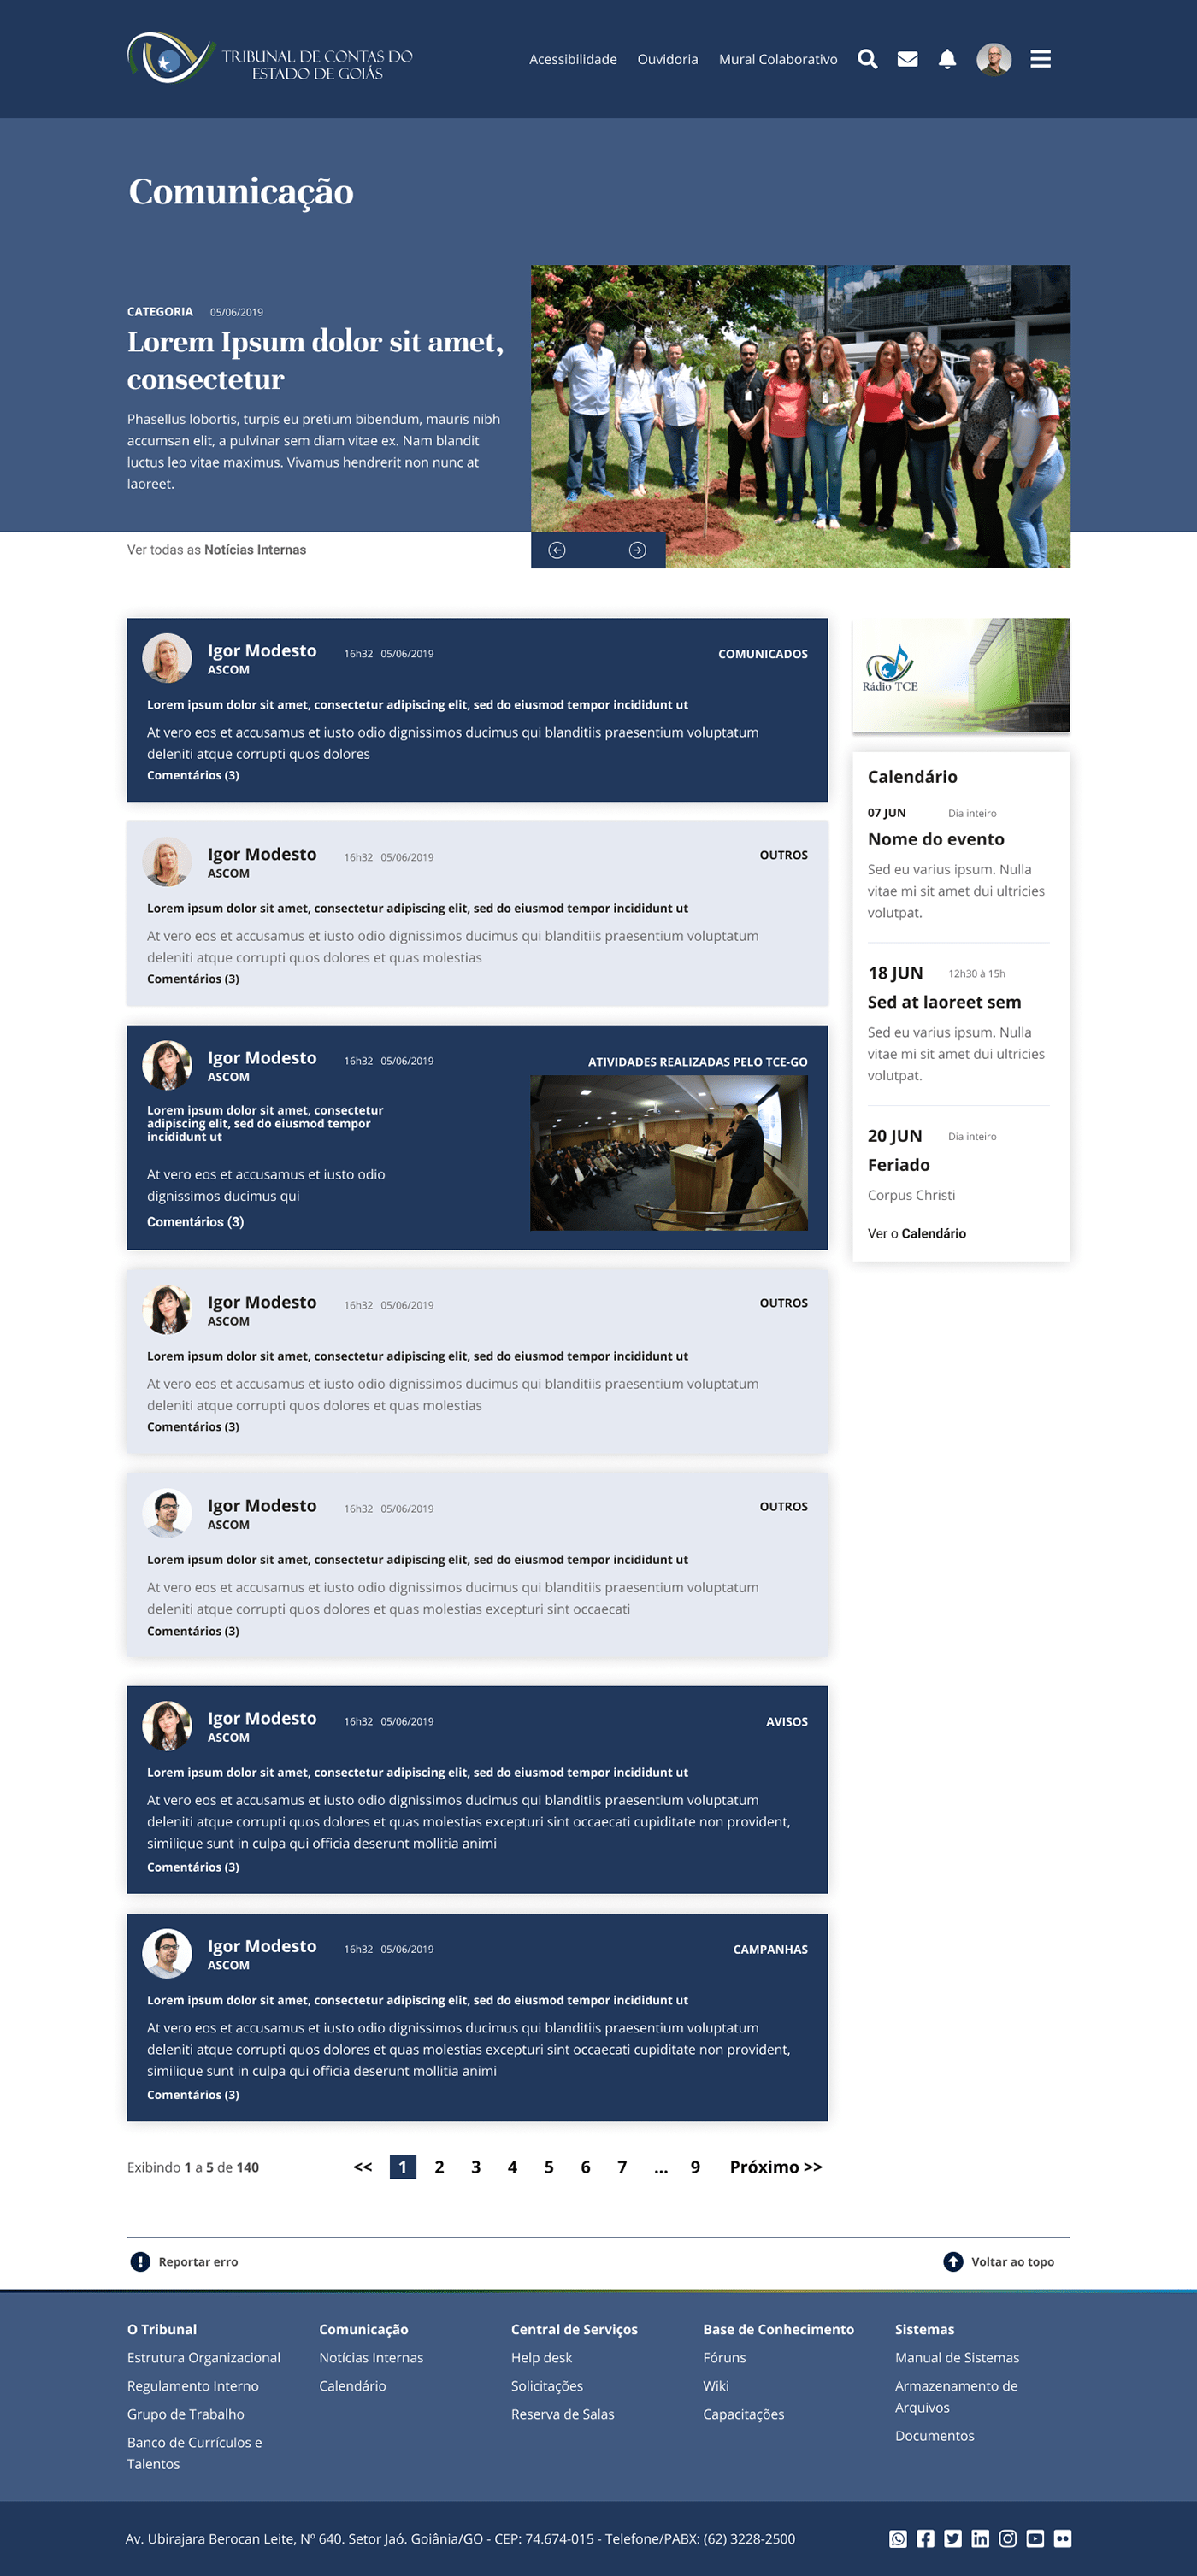 TRIBUNAL DE CONTAS DO
ESTADO DE GOIÁS
Acessibilidade
Ouvidoria
Mural Colaborativo
Comunicação
CATEGORIA 05/06/2019
Lorem Ipsum dolor sit amet,
consectetur
Phasellus lobortis, turpis eu pretium bibendum, mauris nibh
accumsan elit, a pulvinar sem diam vitae ex. Nam blandit
luctus leo vitae maximus. Vivamus hendrerit non nunc at
laoreet.
Ver todas as Notícias Internas
Igor Modesto 16h32 05/06/2019 COMUNICADOS
ASCOM
Lorem ipsum dolor sit amet, consectetur adipiscing elit, sed do eiusmod tempor incididunt ut
At vero eos et accusamus et iusto odio dignissimos ducimus qui blanditiis praesentium voluptatum
deleniti atque corrupti quos dolores
Comentários (3)
Igor Modesto 16h32 05/06/2019 OUTROS
ASCOM
Lorem ipsum dolor sit amet, consectetur adipiscing elit, sed do eiusmod tempor incididunt ut
At vero eos et accusamus et iusto odio dignissimos ducimus qui blanditiis praesentium voluptatum
deleniti atque corrupti quos dolores et quas molestias
Comentários (3)
Igor Modesto 16h32 05/06/2019 ATIVIDADES REALIZADAS PELO TCE-GO
ASCOM
Lorem ipsum dolor sit amet, consectetur
adipiscing elit, sed do eiusmod tempor
incididunt ut
At vero eos et accusamus et iusto odio
dignissimos ducimus qui
Comentários (3)
Igor Modesto 16h32 05/06/2019 OUTROS
ASCOM
Lorem ipsum dolor sit amet, consectetur adipiscing elit, sed do eiusmod tempor incididunt ut
At vero eos et accusamus et iusto odio dignissimos ducimus qui blanditiis praesentium voluptatum
deleniti atque corrupti quos dolores et quas molestias
Comentários (3)
Igor Modesto 16h32 05/06/2019 OUTROS
ASCOM
Lorem ipsum dolor sit amet, consectetur adipiscing elit, sed do eiusmod tempor incididunt ut
At vero eos et accusamus et iusto odio dignissimos ducimus qui blanditiis praesentium voluptatum
deleniti atque corrupti quos dolores et quas molestias excepturi sint occaecati
Comentários (3)
Igor Modesto 16h32 05/06/2019 AVISOS
ASCOM
Lorem ipsum dolor sit amet, consectetur adipiscing elit, sed do eiusmod tempor incididunt ut
At vero eos et accusamus et iusto odio dignissimos ducimus qui blanditiis praesentium voluptatum
deleniti atque corrupti quos dolores et quas molestias excepturi sint occaecati cupiditate non provident,
similique sunt in culpa qui officia deserunt mollitia animi
Comentários (3)
Igor Modesto 16h32 05/06/2019 CAMPANHAS
ASCOM
Lorem ipsum dolor sit amet, consectetur adipiscing elit, sed do eiusmod tempor incididunt ut
At vero eos et accusamus et iusto odio dignissimos ducimus qui blanditiis praesentium voluptatum
deleniti atque corrupti quos dolores et quas molestias excepturi sint occaecati cupiditate non provident,
similique sunt in culpa qui officia deserunt mollitia animi
Comentários (3)
Rádio TCE
Calendário
07 JUN Dia inteiro
Nome do evento
Sed eu varius ipsum. Nulla
vitae mi sit amet dui ultricies
volutpat.
18 JUN 12h30 à 15h
Sed at laoreet sem
Sed eu varius ipsum. Nulla
vitae mi sit amet dui ultricies
volutpat.
20 JUN Dia inteiro
Feriado
Corpus Christi
Ver o Calendário
Exibindo 1 a 5 de 140 << 1 2 3 4 5 6 7 ... 9 Próximo >>
Reportar erro
Voltar ao topo
O Tribunal
Estrutura Organizacional
Regulamento Interno
Grupo de Trabalho
Banco de Currículos e
Talentos
Comunicação
Notícias Internas
Calendário
Central de Serviços
Help desk
Solicitações
Reserva de Salas
Base de Conhecimento
Fóruns
Wiki
Capacitações
Sistemas
Manual de Sistemas
Armazenamento de
Arquivos
Documentos
Av. Ubirajara Berocan Leite, Nº 640. Setor Jaó. Goiânia/GO - CEP: 74.674-015 - Telefone/PABX: (62) 3228-2500